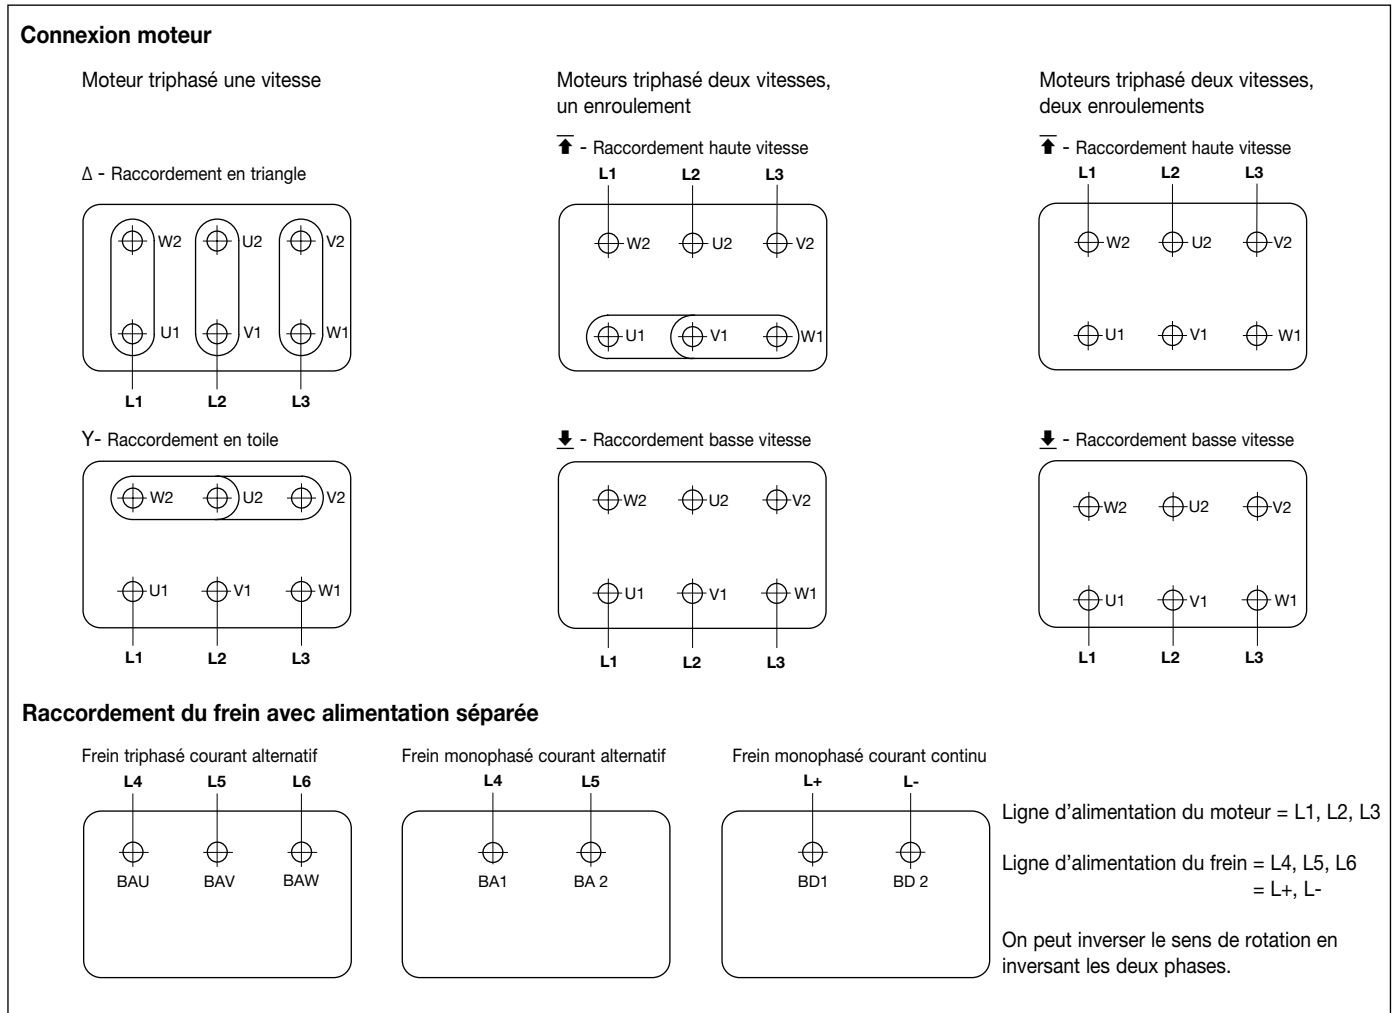 Connexion moteur
Moteur triphasé une vitesse
Δ - Raccordement en triangle
W2 U2 V2
U1 V1 W1
L1 L2 L3
Y- Raccordement en toile
W2 U2 V2
U1 V1 W1
L1 L2 L3
Moteurs triphasé deux vitesses,
un enroulement
- Raccordement haute vitesse
L1 L2 L3
W2 U2 V2
U1 V1 W1
- Raccordement basse vitesse
W2 U2 V2
U1 V1 W1
L1 L2 L3
Moteurs triphasé deux vitesses,
deux enroulements
- Raccordement haute vitesse
L1 L2 L3
W2 U2 V2
U1 V1 W1
- Raccordement basse vitesse
W2 U2 V2
U1 V1 W1
L1 L2 L3
Raccordement du frein avec alimentation séparée
Frein triphasé courant alternatif
L4 L5 L6
BAU BAV BAW
Frein monophasé courant alternatif
L4 L5
BA1 BA 2
Frein monophasé courant continu
L+ L-
BD1 BD 2
Ligne d'alimentation du moteur = L1, L2, L3
Ligne d'alimentation du frein = L4, L5, L6
= L+, L-
On peut inverser le sens de rotation en
inversant les deux phases.